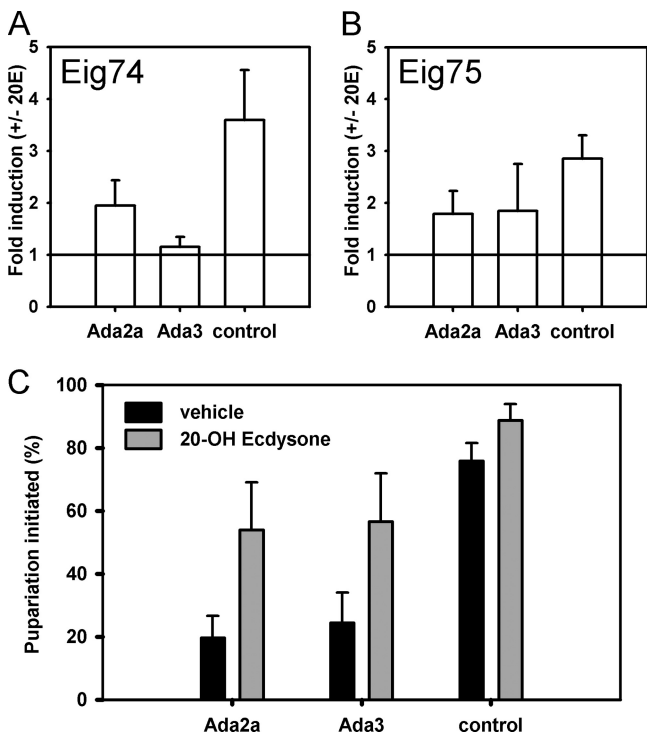 A
Eig74
Fold induction (+/- 20E)
5
4
3
2
1
0
Ada2a Ada3 control
B
Eig75
Fold induction (+/- 20E)
5
4
3
2
1
0
Ada2a Ada3 control
C
Pupariation initiated (%)
100
80
60
40
20
0
vehicle
20-OH Ecdysone
Ada2a Ada3 control